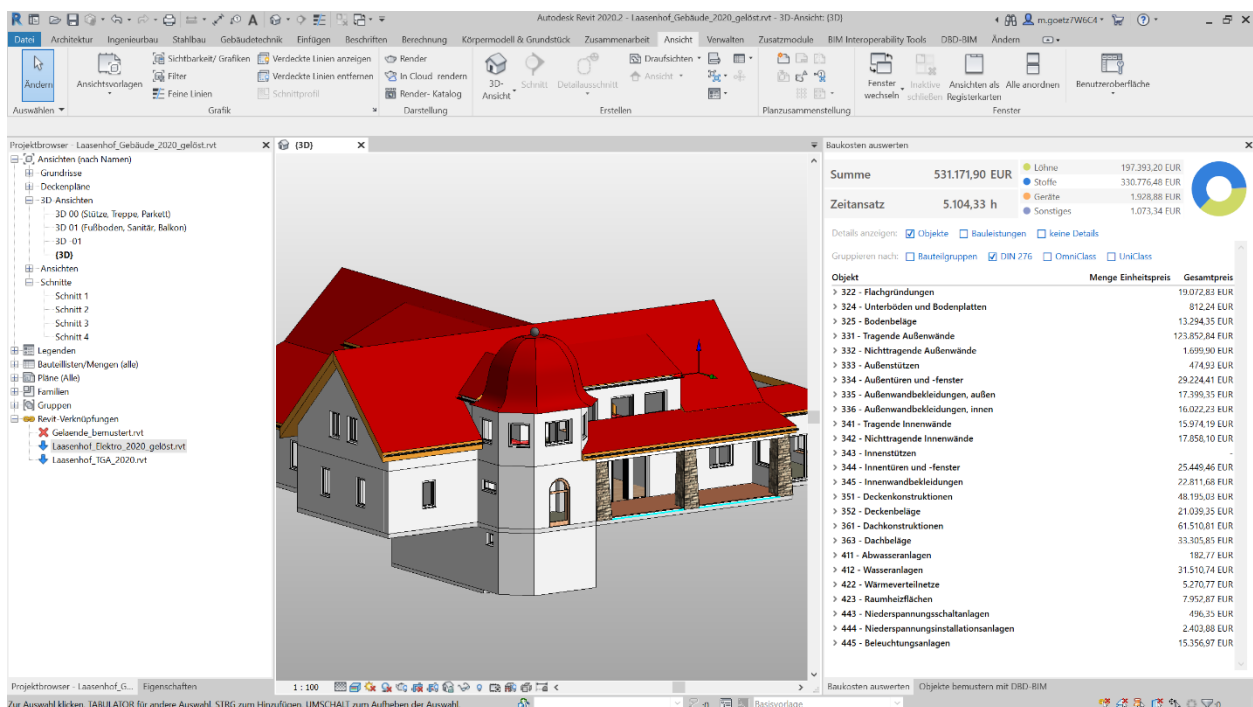 Autodesk Revit 2020.2 - Laasenhof_Gebäude_2020_gelöst.rvt - 3D-Ansicht: {3D}
m.goetz7W6C4
Datei Architektur Ingenieurbau Stahlbau Gebäudetechnik Einfügen Beschriften Berechnung Körpermodell & Grundstück Zusammenarbeit Ansicht Verwalten Zusatzmodule BIM Interoperability Tools DBD-BIM Ändern
Ändern
Ansichtsvorlagen
Sichtbarkeit/ Grafiken
Filter
Feine Linien
Verdeckte Linien anzeigen
Verdeckte Linien entfernen
Schnittprofil
Render
In Cloud rendern
Render- Katalog
3D-
Ansicht
Schnitt
Detailausschnitt
Draufsichten
Ansicht
Fenster
wechseln
Inaktive
schließen
Ansichten als
Registerkarten
Alle anordnen
Benutzeroberfläche
Auswählen Grafik Darstellung Erstellen Planzusammenstellung Fenster
Projektbrowser - Laasenhof_Gebäude_2020_gelöst.rvt
Ansichten (nach Namen)
Grundrisse
Deckenpläne
3D-Ansichten
3D 00 (Stütze, Treppe, Parkett)
3D 01 (Fußboden, Sanitär, Balkon)
3D -01
{3D}
Ansichten
Schnitte
Schnitt 1
Schnitt 2
Schnitt 3
Schnitt 4
Legenden
Bauteillisten/Mengen (alle)
Pläne (Alle)
Familien
Gruppen
Revit-Verknüpfungen
Gelaende_bemustert.rvt
Laasenhof_Elektro_2020_gelöst.rvt
Laasenhof_TGA_2020.rvt
Projektbrowser - Laasenhof_G... Eigenschaften
{3D}
1 : 100
Baukosten auswerten
Summe 531.171,90 EUR
Zeitansatz 5.104,33 h
Löhne 197.393,20 EUR
Stoffe 330.776,48 EUR
Geräte 1.928,88 EUR
Sonstiges 1.073,34 EUR
Details anzeigen: Objekte Bauleistungen keine Details
Gruppieren nach: Bauteilgruppen DIN 276 OmniClass UniClass
Objekt Menge Einheitspreis Gesamtpreis
322 - Flachgründungen 19.072,83 EUR
324 - Unterböden und Bodenplatten 812,24 EUR
325 - Bodenbeläge 13.294,35 EUR
331 - Tragende Außenwände 123.852,84 EUR
332 - Nichttragende Außenwände 1.699,90 EUR
333 - Außenstützen 474,93 EUR
334 - Außentüren und -fenster 29.224,41 EUR
335 - Außenwandbekleidungen, außen 17.399,35 EUR
336 - Außenwandbekleidungen, innen 16.022,23 EUR
341 - Tragende Innenwände 15.974,19 EUR
342 - Nichttragende Innenwände 17.858,10 EUR
343 - Innenstützen -
344 - Innentüren und -fenster 25.449,46 EUR
345 - Innenwandbekleidungen 22.811,68 EUR
351 - Deckenkonstruktionen 48.195,03 EUR
352 - Deckenbeläge 21.039,35 EUR
361 - Dachkonstruktionen 61.510,81 EUR
363 - Dachbeläge 33.305,85 EUR
411 - Abwasseranlagen 182,77 EUR
412 - Wasseranlagen 31.510,74 EUR
422 - Wärmeverteilnetze 5.270,77 EUR
423 - Raumheizflächen 7.952,87 EUR
443 - Niederspannungsschaltanlagen 496,35 EUR
444 - Niederspannungsinstallationsanlagen 2.403,88 EUR
445 - Beleuchtungsanlagen 15.356,97 EUR
Baukosten auswerten Objekte bemustern mit DBD-BIM
Zur Auswahl klicken, TABULATOR für andere Auswahl, STRG zum Hinzufügen, UMSCHALT zum Aufheben der Auswahl.
:0
Basisvorlage
:0